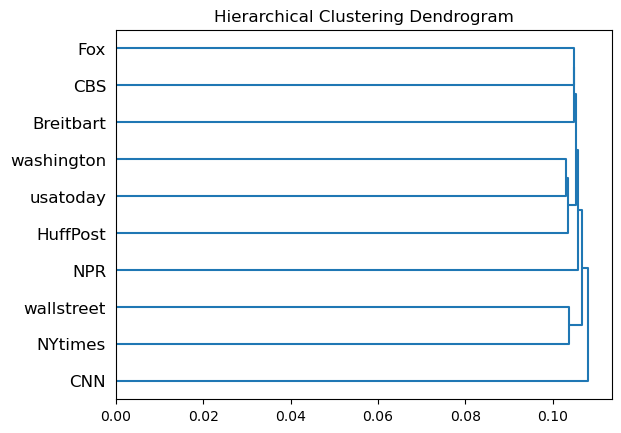 Hierarchical Clustering Dendrogram
Fox
CBS
Breitbart
washington
usatoday
HuffPost
NPR
wallstreet
NYtimes
CNN
0.00 0.02 0.04 0.06 0.08 0.10